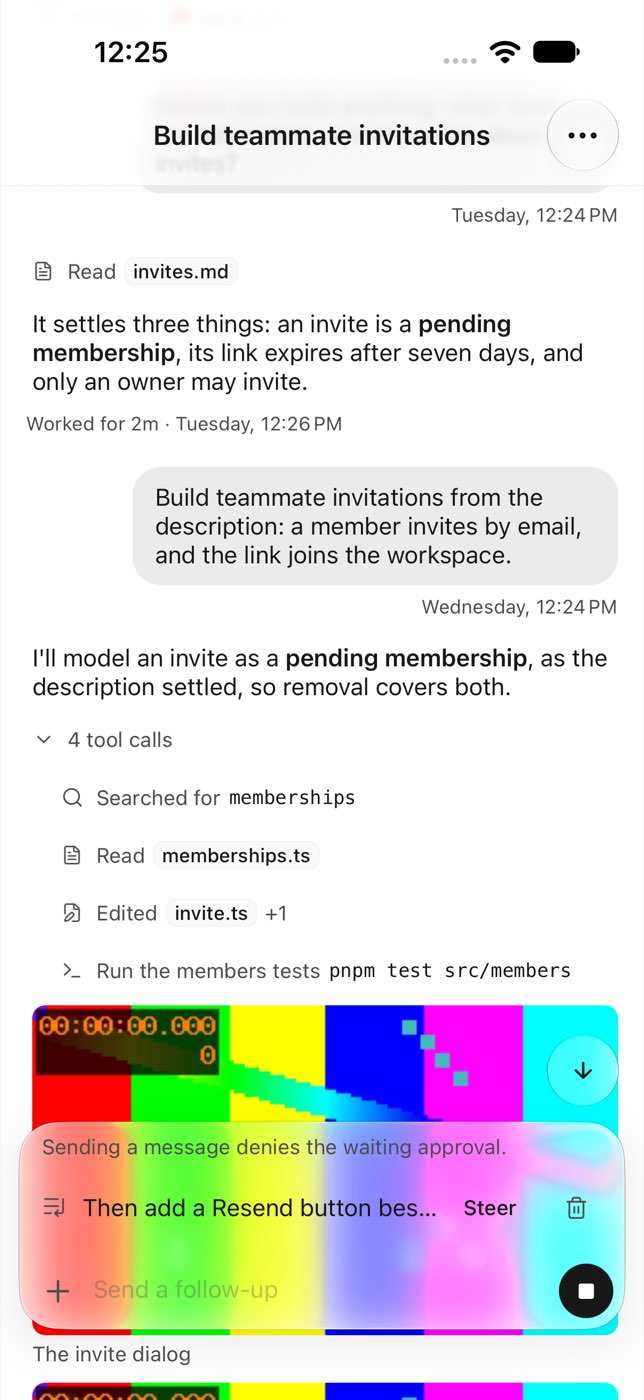 12:25
Build teammate invitations
invites?
Tuesday, 12:24 PM
Read invites.md
It settles three things: an invite is a pending
membership, its link expires after seven days, and
only an owner may invite.
Worked for 2m · Tuesday, 12:26 PM
Build teammate invitations from the
description: a member invites by email,
and the link joins the workspace.
Wednesday, 12:24 PM
I'll model an invite as a pending membership, as the
description settled, so removal covers both.
4 tool calls
Searched for memberships
Read memberships.ts
Edited invite.ts +1
Run the members tests pnpm test src/members
00:00:00.000
0
Sending a message denies the waiting approval.
Then add a Resend button bes… Steer
Send a follow-up
The invite dialog